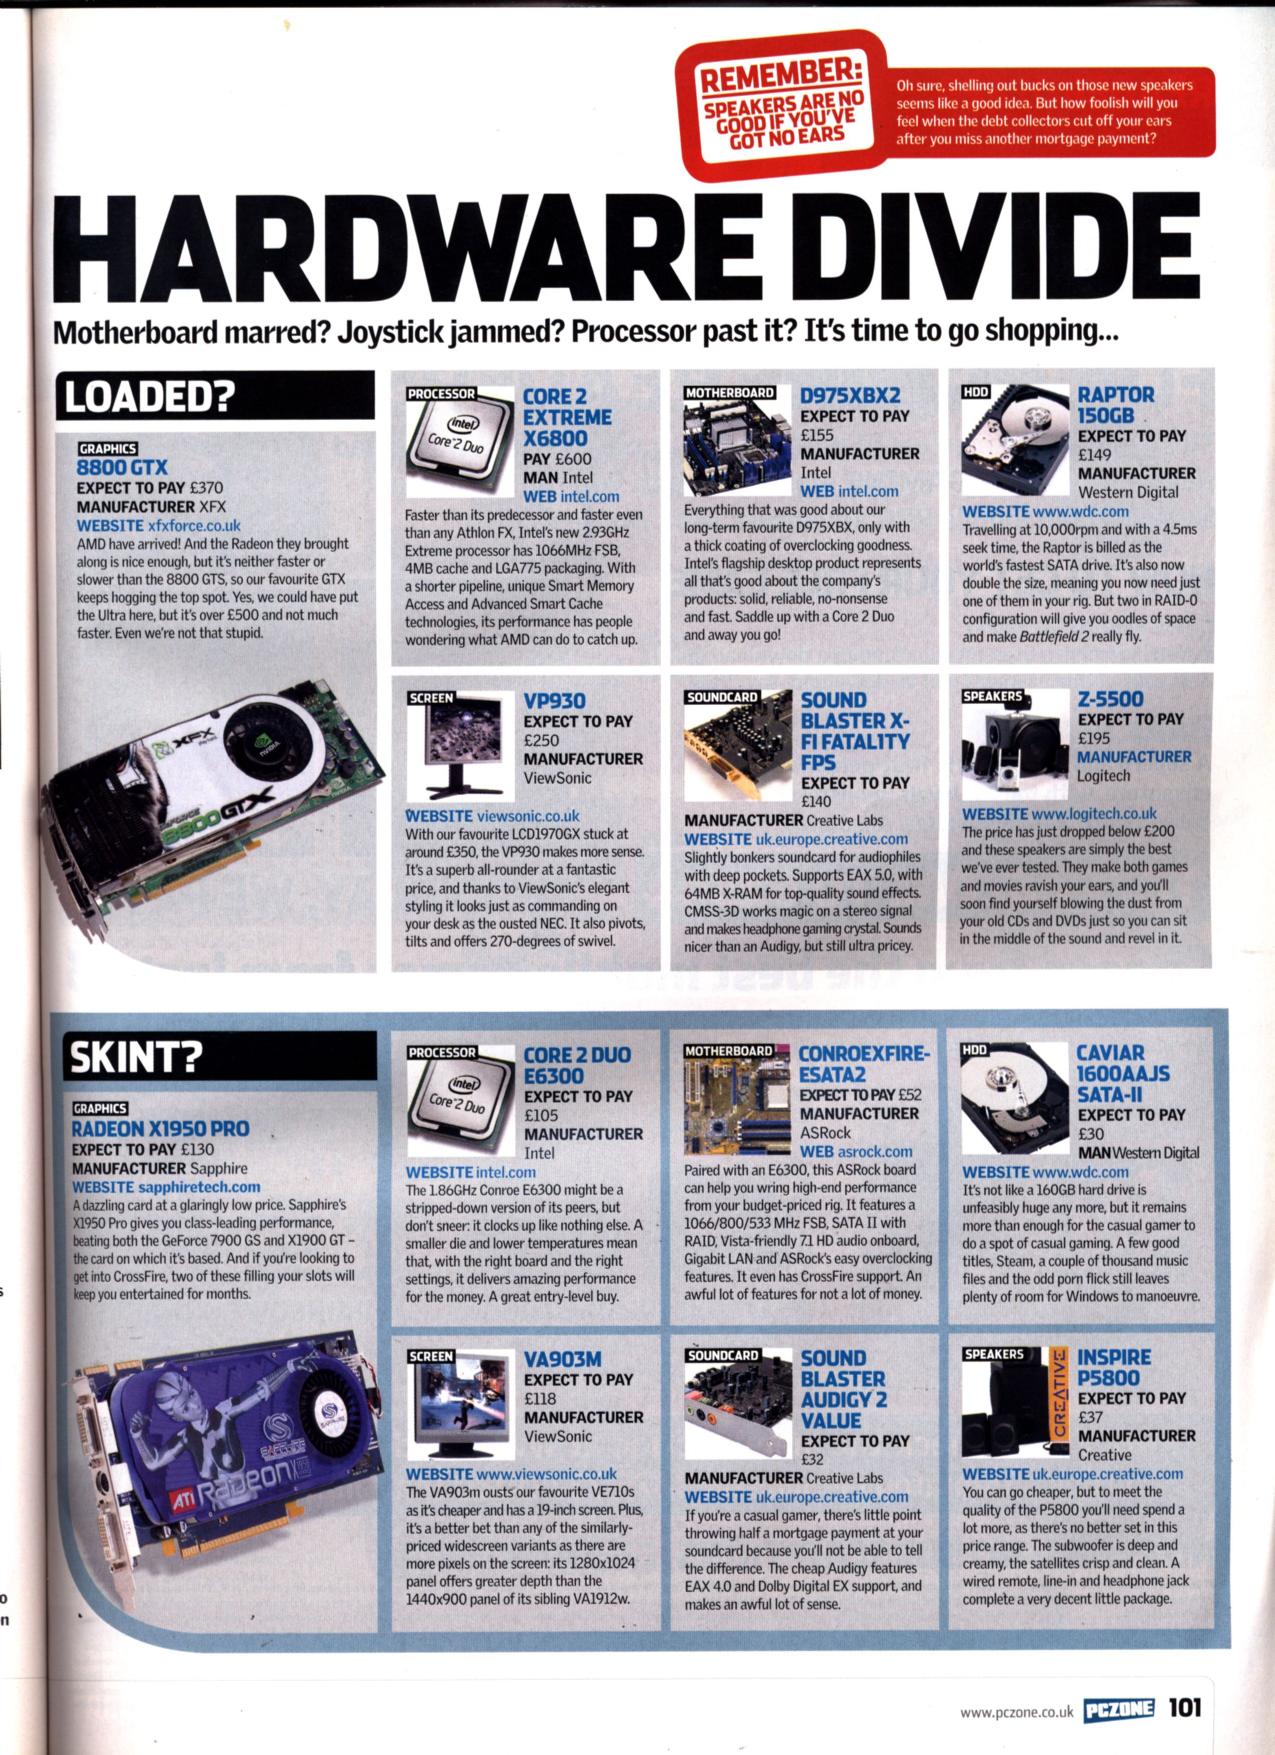 REMEMBER:
SPEAKERS ARE NO
GOOD IF YOU'VE
GOT NO EARS
Oh sure, shelling out bucks on those new speakers
seems like a good idea. But how foolish will you
feel when the debt collectors cut off your ears
after you miss another mortgage payment?
HARDWARE DIVIDE
Motherboard marred? Joystick jammed? Processor past it? It's time to go shopping...
LOADED?
GRAPHICS
8800 GTX
EXPECT TO PAY £370
MANUFACTURER XFX
WEBSITE xfxforce.co.uk
AMD have arrived! And the Radeon they brought
along is nice enough, but it's neither faster or
slower than the 8800 GTS, so our favourite GTX
keeps hogging the top spot. Yes, we could have put
the Ultra here, but it's over £500 and not much
faster. Even we're not that stupid.
XFX
NVIDIA
GEFORCE
8800GTX
PROCESSOR
intel
Core 2 Duo
CORE 2
EXTREME
X6800
PAY £600
MAN Intel
WEB intel.com
Faster than its predecessor and faster even
than any Athlon FX, Intel's new 2.93GHz
Extreme processor has 1066MHz FSB,
4MB cache and LGA775 packaging. With
a shorter pipeline, unique Smart Memory
Access and Advanced Smart Cache
technologies, its performance has people
wondering what AMD can do to catch up.
MOTHERBOARD
D975XBX2
EXPECT TO PAY
£155
MANUFACTURER
Intel
WEB intel.com
Everything that was good about our
long-term favourite D975XBX, only with
a thick coating of overclocking goodness.
Intel's flagship desktop product represents
all that's good about the company's
products: solid, reliable, no-nonsense
and fast. Saddle up with a Core 2 Duo
and away you go!
HDD
RAPTOR
150GB
EXPECT TO PAY
£149
MANUFACTURER
Western Digital
WEBSITE www.wdc.com
Travelling at 10,000rpm and with a 4.5ms
seek time, the Raptor is billed as the
world's fastest SATA drive. It's also now
double the size, meaning you now need just
one of them in your rig. But two in RAID-0
configuration will give you oodles of space
and make Battlefield 2 really fly.
SCREEN
VP930
EXPECT TO PAY
£250
MANUFACTURER
ViewSonic
WEBSITE viewsonic.co.uk
With our favourite LCD1970GX stuck at
around £350, the VP930 makes more sense.
It's a superb all-rounder at a fantastic
price, and thanks to ViewSonic's elegant
styling it looks just as commanding on
your desk as the ousted NEC. It also pivots,
tilts and offers 270-degrees of swivel.
SOUNDCARD
SOUND
BLASTER X-
FI FATAL1TY
FPS
EXPECT TO PAY
£140
MANUFACTURER Creative Labs
WEBSITE uk.europe.creative.com
Slightly bonkers soundcard for audiophiles
with deep pockets. Supports EAX 5.0, with
64MB X-RAM for top-quality sound effects.
CMSS-3D works magic on a stereo signal
and makes headphone gaming crystal. Sounds
nicer than an Audigy, but still ultra pricey.
SPEAKERS
Z-5500
EXPECT TO PAY
£195
MANUFACTURER
Logitech
WEBSITE www.logitech.co.uk
The price has just dropped below £200
and these speakers are simply the best
we've ever tested. They make both games
and movies ravish your ears, and you'll
soon find yourself blowing the dust from
your old CDs and DVDs just so you can sit
in the middle of the sound and revel in it.
SKINT?
GRAPHICS
RADEON X1950 PRO
EXPECT TO PAY £130
MANUFACTURER Sapphire
WEBSITE sapphiretech.com
A dazzling card at a glaringly low price. Sapphire's
X1950 Pro gives you class-leading performance,
beating both the GeForce 7900 GS and X1900 GT –
the card on which it's based. And if you're looking to
get into CrossFire, two of these filling your slots will
keep you entertained for months.
SAPPHIRE
SAPPHIRE
ATI
Radeon
PROCESSOR
intel
Core 2 Duo
CORE 2 DUO
E6300
EXPECT TO PAY
£105
MANUFACTURER
Intel
WEBSITE intel.com
The 1.86GHz Conroe E6300 might be a
stripped-down version of its peers, but
don't sneer: it clocks up like nothing else. A
smaller die and lower temperatures mean
that, with the right board and the right
settings, it delivers amazing performance
for the money. A great entry-level buy.
MOTHERBOARD
CONROEXFIRE-
ESATA2
EXPECT TO PAY £52
MANUFACTURER
ASRock
WEB asrock.com
Paired with an E6300, this ASRock board
can help you wring high-end performance
from your budget-priced rig. It features a
1066/800/533 MHz FSB, SATA II with
RAID, Vista-friendly 7.1 HD audio onboard,
Gigabit LAN and ASRock's easy overclocking
features. It even has CrossFire support. An
awful lot of features for not a lot of money.
HDD
CAVIAR
1600AAJS
SATA-II
EXPECT TO PAY
£30
MAN Western Digital
WEBSITE www.wdc.com
It's not like a 160GB hard drive is
unfeasibly huge any more, but it remains
more than enough for the casual gamer to
do a spot of casual gaming. A few good
titles, Steam, a couple of thousand music
files and the odd porn flick still leaves
plenty of room for Windows to manoeuvre.
SCREEN
VA903M
EXPECT TO PAY
£118
MANUFACTURER
ViewSonic
WEBSITE www.viewsonic.co.uk
The VA903m ousts our favourite VE710s
as it's cheaper and has a 19-inch screen. Plus,
it's a better bet than any of the similarly-
priced widescreen variants as there are
more pixels on the screen: its 1280x1024
panel offers greater depth than the
1440x900 panel of its sibling VA1912w.
SOUNDCARD
SOUND
BLASTER
AUDIGY 2
VALUE
EXPECT TO PAY
£32
MANUFACTURER Creative Labs
WEBSITE uk.europe.creative.com
If you're a casual gamer, there's little point
throwing half a mortgage payment at your
soundcard because you'll not be able to tell
the difference. The cheap Audigy features
EAX 4.0 and Dolby Digital EX support, and
makes an awful lot of sense.
SPEAKERS
CREATIVE
INSPIRE
P5800
EXPECT TO PAY
£37
MANUFACTURER
Creative
WEBSITE uk.europe.creative.com
You can go cheaper, but to meet the
quality of the P5800 you'll need spend a
lot more, as there's no better set in this
price range. The subwoofer is deep and
creamy, the satellites crisp and clean. A
wired remote, line-in and headphone jack
complete a very decent little package.
www.pczone.co.uk PCZONE 101